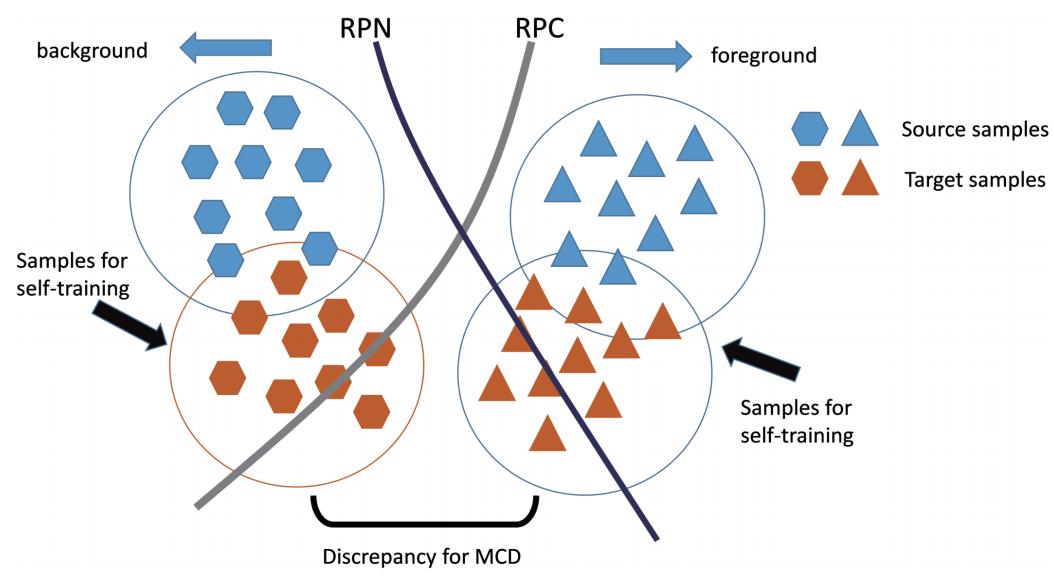 RPN
RPC
background
foreground
Source samples
Target samples
Samples for
self-training
Samples for
self-training
Discrepancy for MCD